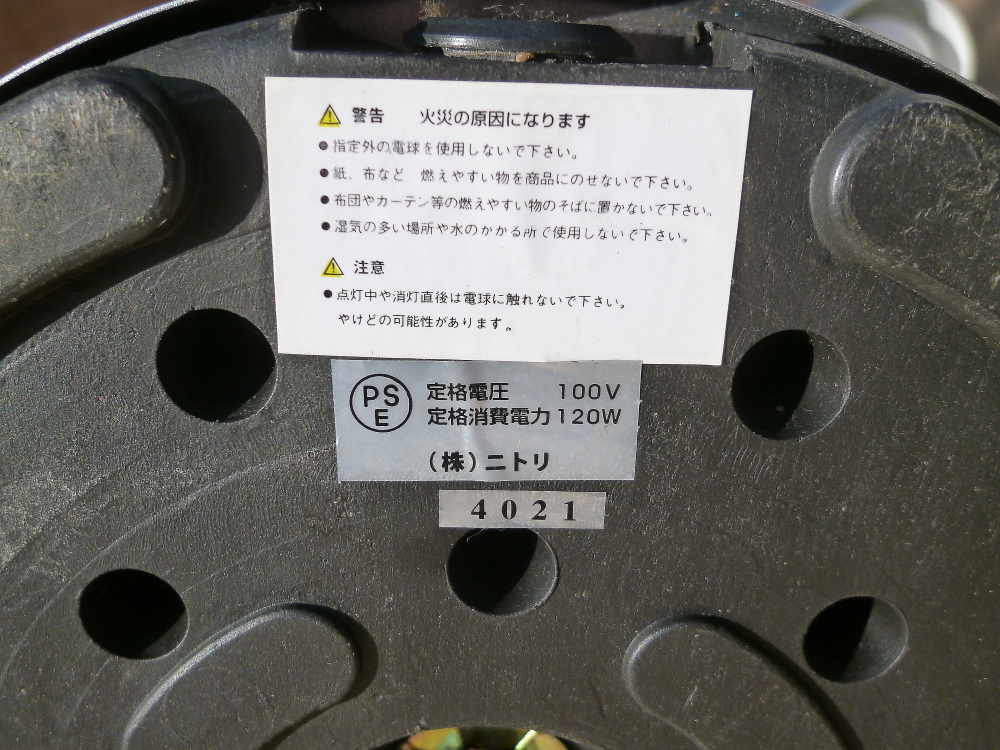 警告 火災の原因になります
●指定外の電球を使用しないで下さい。
●紙、布など 燃えやすい物を商品にのせないで下さい。
●布団やカーテン等の燃えやすい物のそばに置かないで下さい。
●湿気の多い場所や水のかかる所で使用しないで下さい。
注意
●点灯中や消灯直後は電球に触れないで下さい。
やけどの可能性があります。
PS
E
定格電圧 100V
定格消費電力 120W
(株)ニトリ
4021